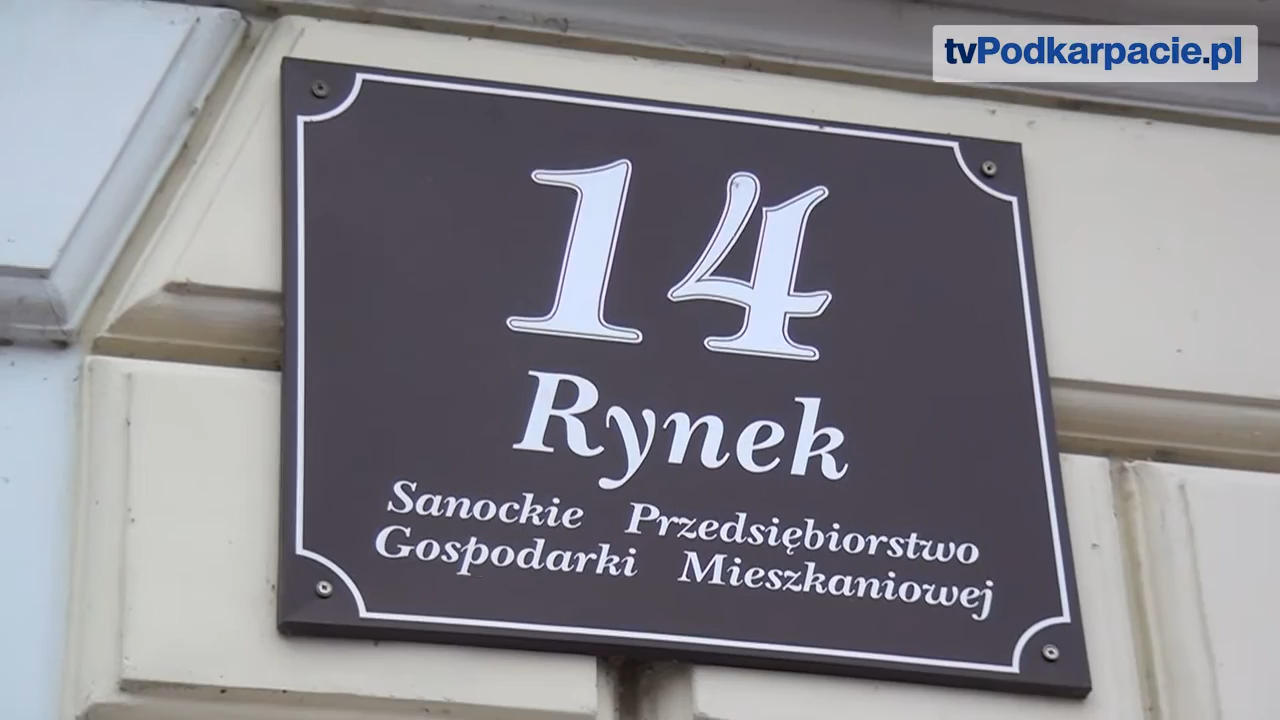 tvPodkarpacie.pl
14
Rynek
Sanockie Przedsiębiorstwo
Gospodarki Mieszkaniowej